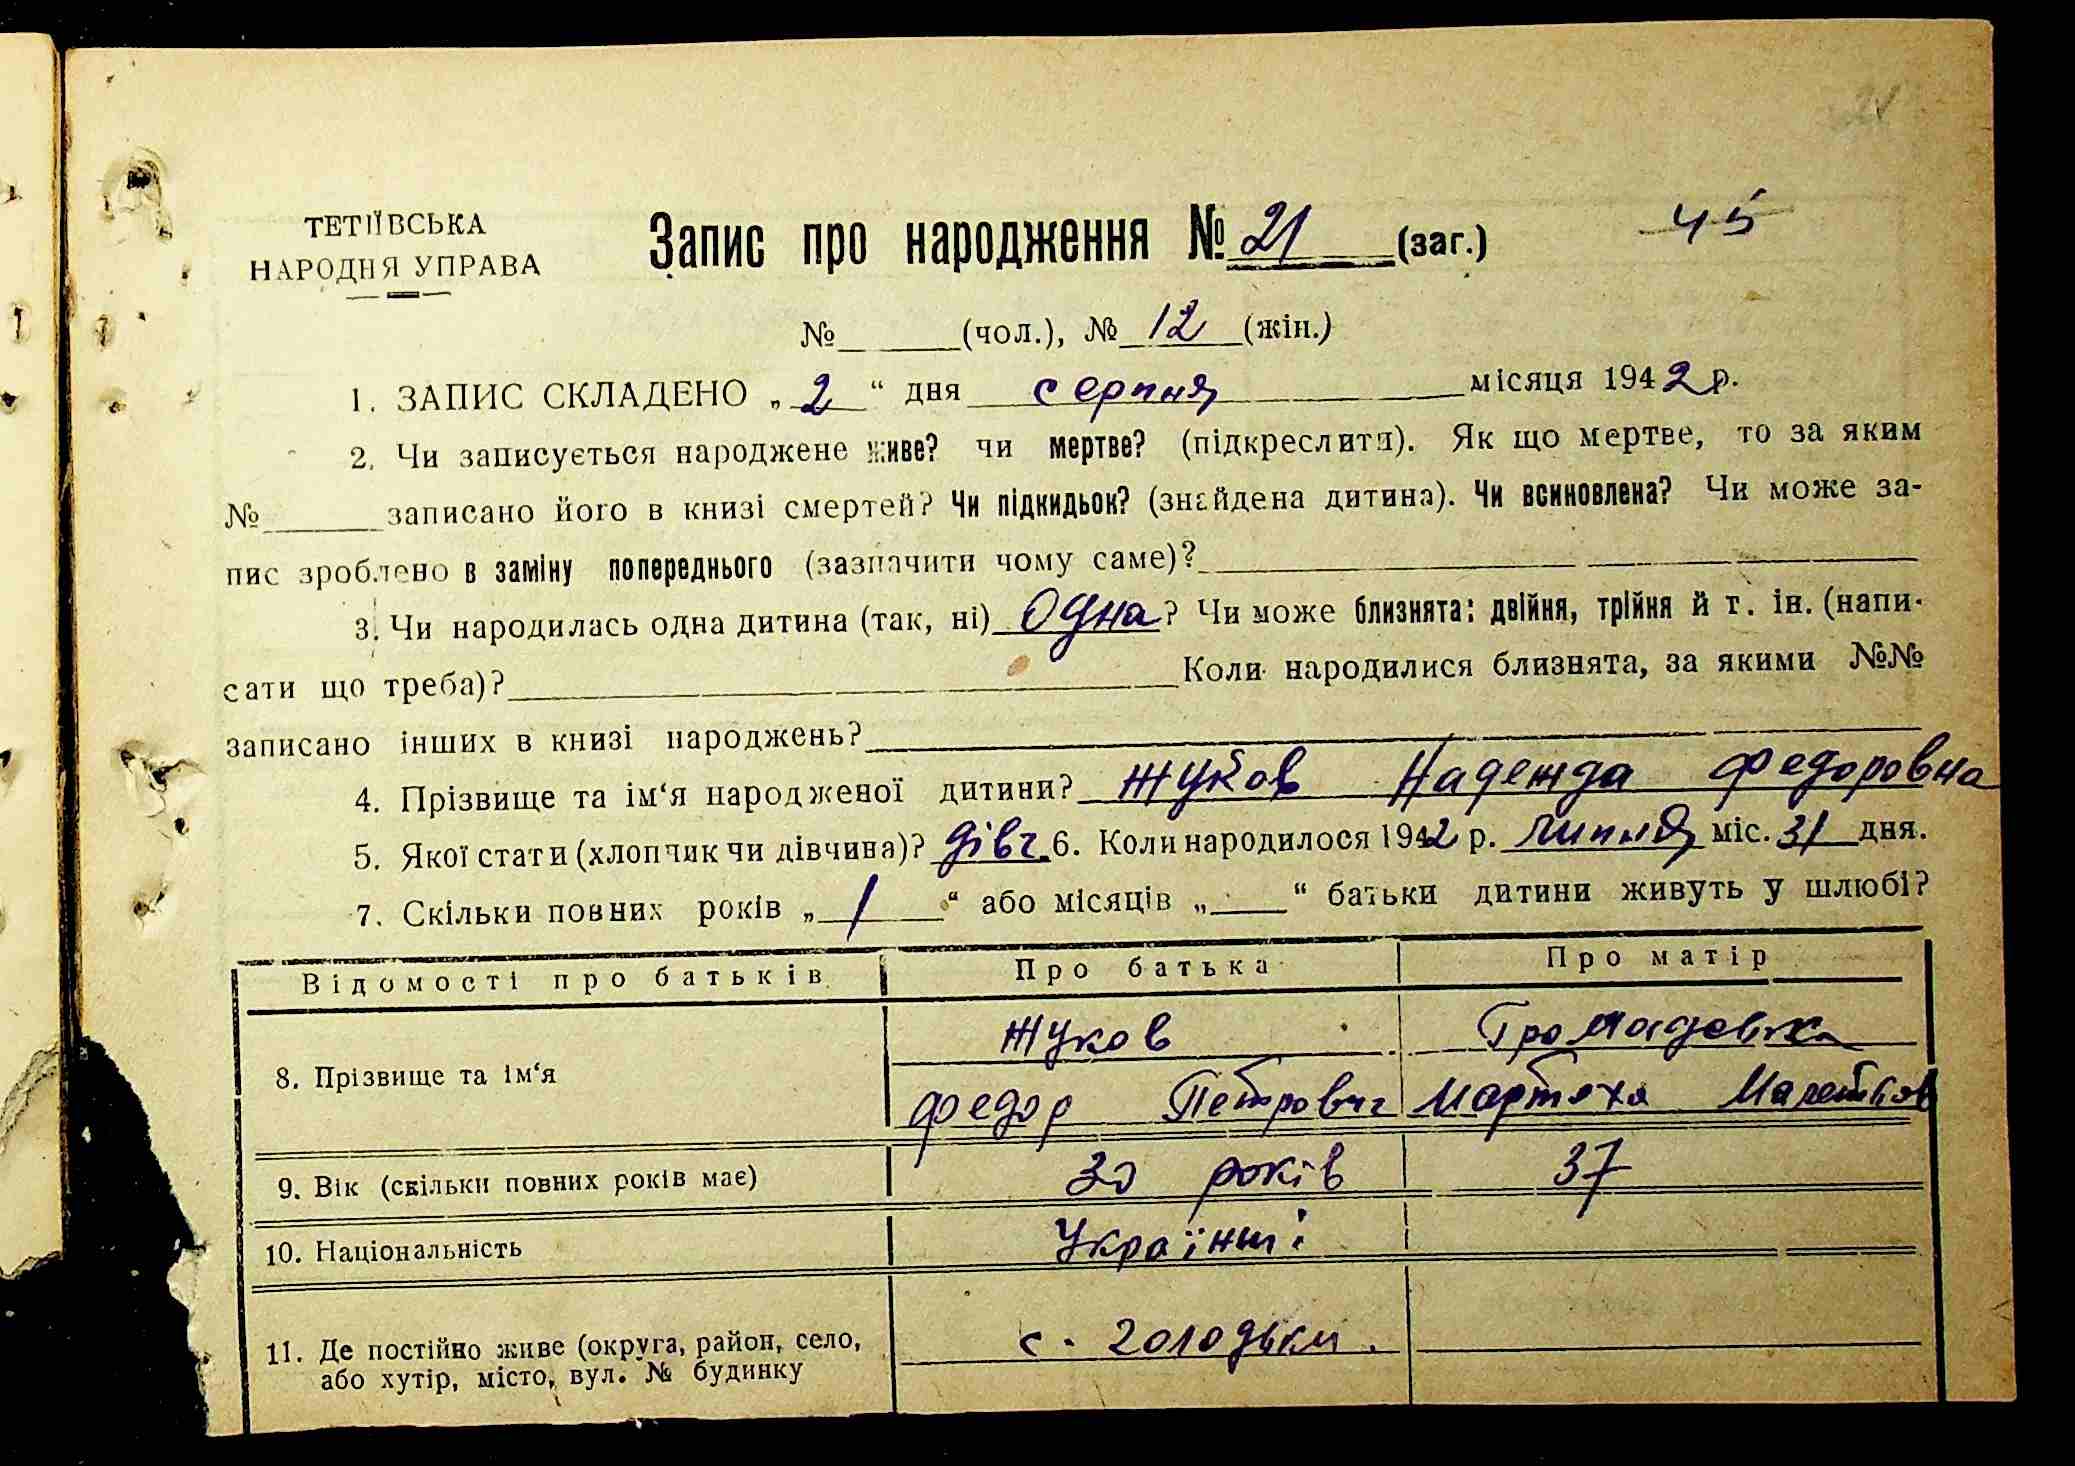 ТЕТІЇВСЬКА
НАРОДНЯ УПРАВА
Запис про народження № 21 (заг.)
45
№ (чол.), № 12 (жін.)
1. ЗАПИС СКЛАДЕНО „ 2 “ дня серпня місяця 1942 р.
2. Чи записується народжене живе? чи мертве? (підкреслити). Як що мертве, то за яким
№ записано його в книзі смертей? Чи підкидьок? (знайдена дитина). Чи всиновлена? Чи може за-
пис зроблено в заміну попереднього (зазначити чому саме)?
3. Чи народилась одна дитина (так, ні) Одна? Чи може близнята: двійня, трійня й т. ін. (напи-
сати що треба)? Коли народилися близнята, за якими №№
записано інших в книзі народжень?
4. Прізвище та ім‘я народженої дитини? Жуков Надежда Федоровна
5. Якої стати (хлопчик чи дівчина)? дівч. 6. Коли народилося 1942 р. липня міс. 31 дня.
7. Скільки повних років „ 1 “ або місяців „ “ батьки дитини живуть у шлюбі?
Відомості про батьків Про батька Про матір
Жуков
8. Прізвище та ім‘я
Федор Петрович
9. Вік (скільки повних років має) 30 років 37
10. Національність Українці
11. Де постійно живе (округа, район, село,
або хутір, місто, вул. № будинку
с. Голодьки.